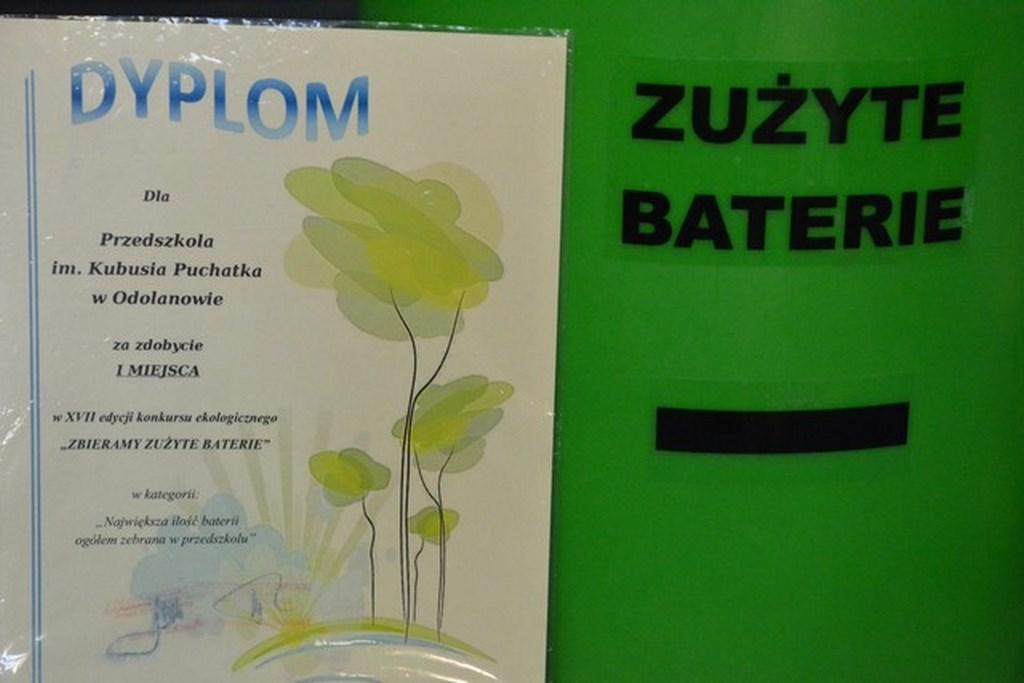 DYPLOM
Dla
Przedszkola
im. Kubusia Puchatka
w Odolanowie
za zdobycie
I MIEJSCA
w XVII edycji konkursu ekologicznego
„ZBIERAMY ZUŻYTE BATERIE”
w kategorii:
„Największa ilość baterii
ogółem zebrana w przedszkolu”
ZUŻYTE
BATERIE